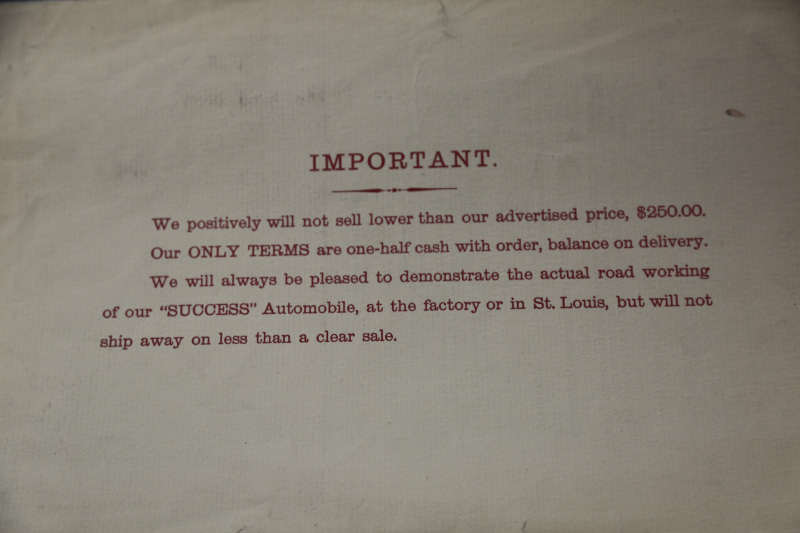 IMPORTANT.
We positively will not sell lower than our advertised price, $250.00.
Our ONLY TERMS are one-half cash with order, balance on delivery.
We will always be pleased to demonstrate the actual road working
of our "SUCCESS" Automobile, at the factory or in St. Louis, but will not
ship away on less than a clear sale.